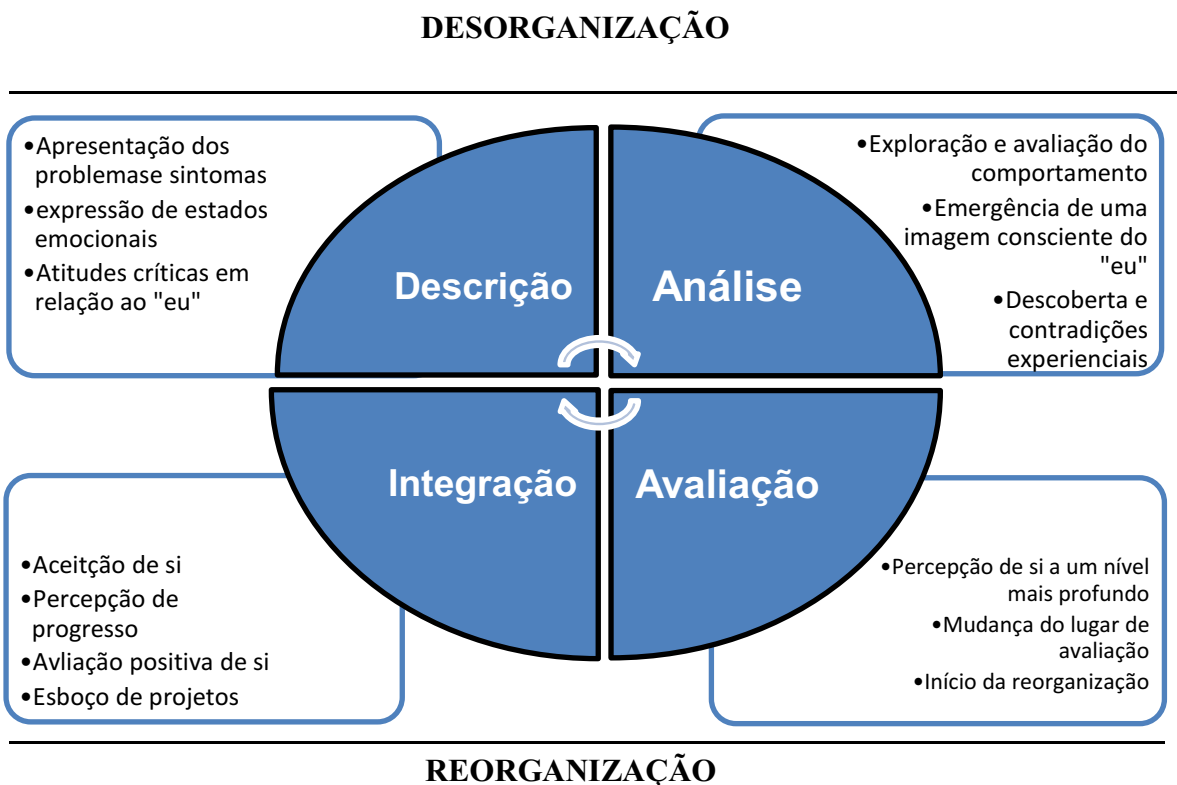 DESORGANIZAÇÃO
•Apresentação dos
problemase sintomas
•expressão de estados
emocionais
•Atitudes críticas em
relação ao "eu"
Descrição
Análise
•Exploração e avaliação do
comportamento
•Emergência de uma
imagem consciente do
"eu"
•Descoberta e
contradições
experienciais
Integração
Avaliação
•Aceitção de si
•Percepção de
progresso
•Avliação positiva de si
•Esboço de projetos
•Percepção de si a um nível
mais profundo
•Mudança do lugar de
avaliação
•Início da reorganização
REORGANIZAÇÃO